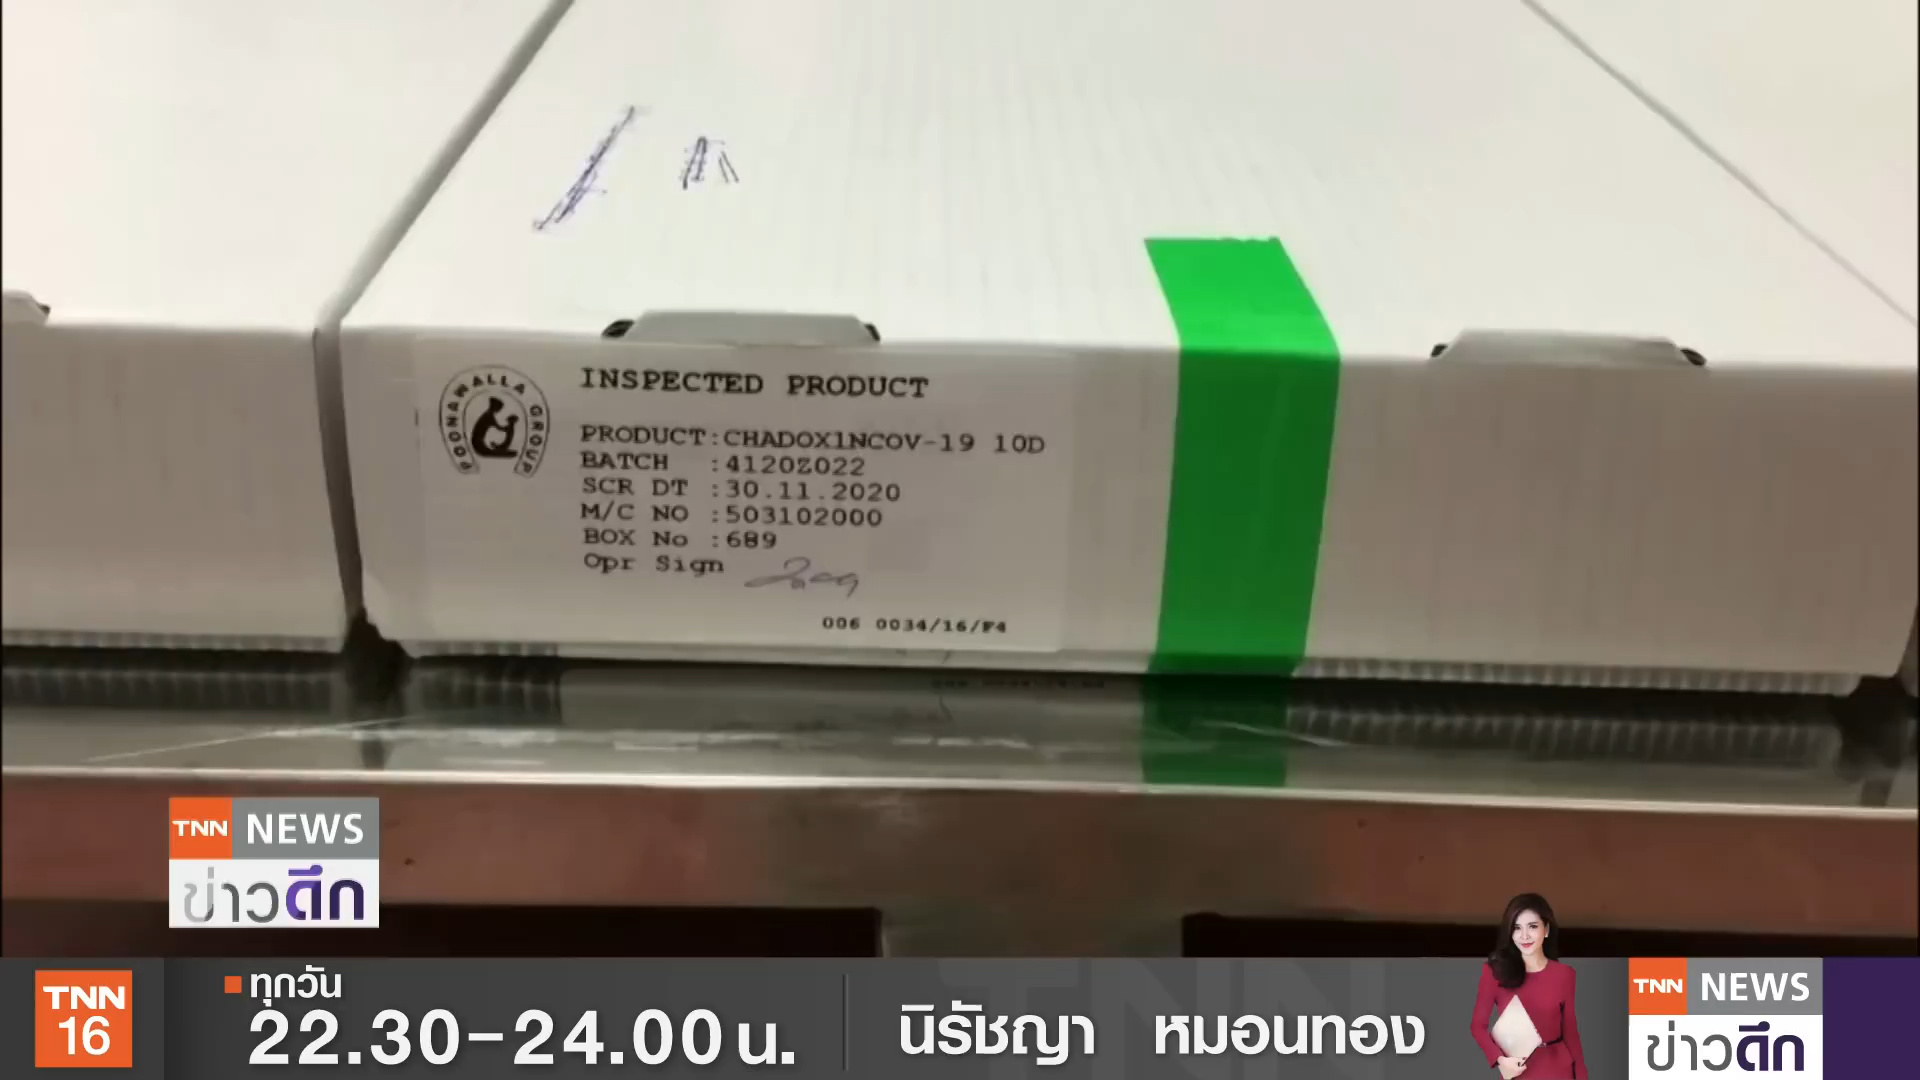 POONAWALLA GROUP
INSPECTED PRODUCT
PRODUCT:CHADOX1NCOV-19 10D
BATCH :4120Z022
SCR DT :30.11.2020
M/C NO :503102000
BOX No :689
Opr Sign
006 0034/16/F4
TNN NEWS
ข่าวดึก
TNN
16
ทุกวัน
22.30-24.00 น.
นิรัชญา หมอนทอง
TNN NEWS
ข่าวดึก